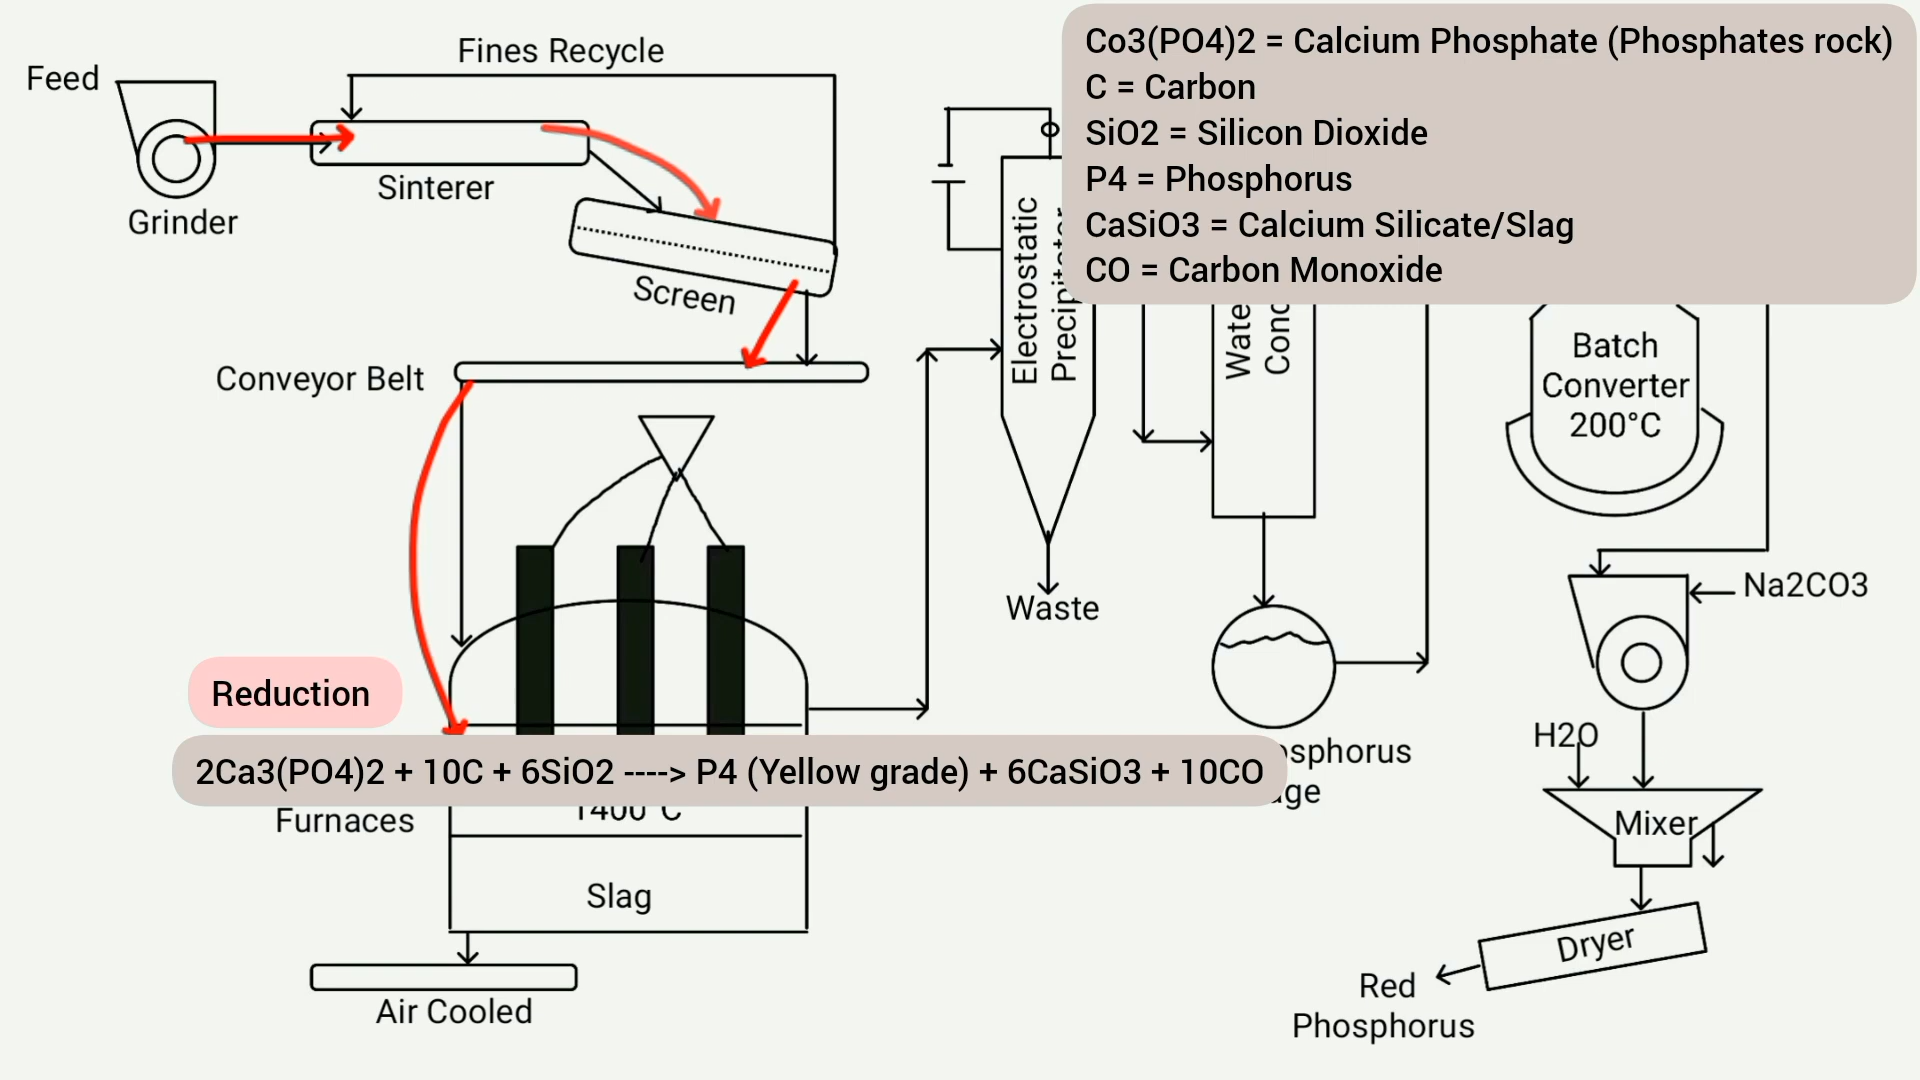 Fines Recycle
Feed
Grinder
Sinterer
Screen
Conveyor Belt
Co3(PO4)2 = Calcium Phosphate (Phosphates rock)
C = Carbon
SiO2 = Silicon Dioxide
P4 = Phosphorus
CaSiO3 = Calcium Silicate/Slag
CO = Carbon Monoxide
Electrostatic
Precipitator
Batch
Converter
200°C
Waste
Na2CO3
Reduction
2Ca3(PO4)2 + 10C + 6SiO2 ----> P4 (Yellow grade) + 6CaSiO3 + 10CO
Furnaces
1400°C
Slag
Air Cooled
H2O
Mixer
Dryer
Red
Phosphorus